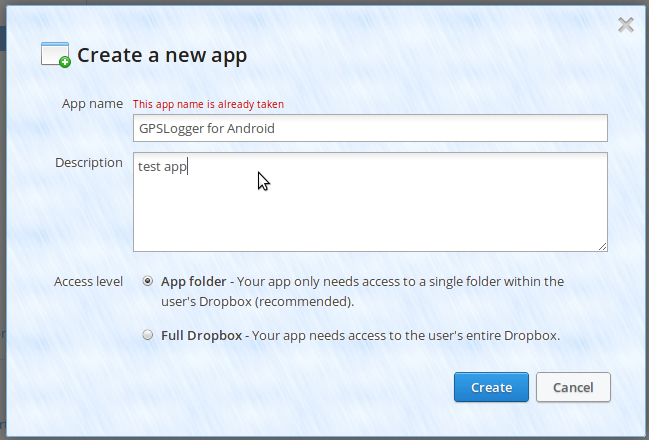 Create a new app
App name This app name is already taken
GPSLogger for Android
Description test app
Access level App folder - Your app only needs access to a single folder within the
user's Dropbox (recommended).
Full Dropbox - Your app needs access to the user's entire Dropbox.
Create Cancel